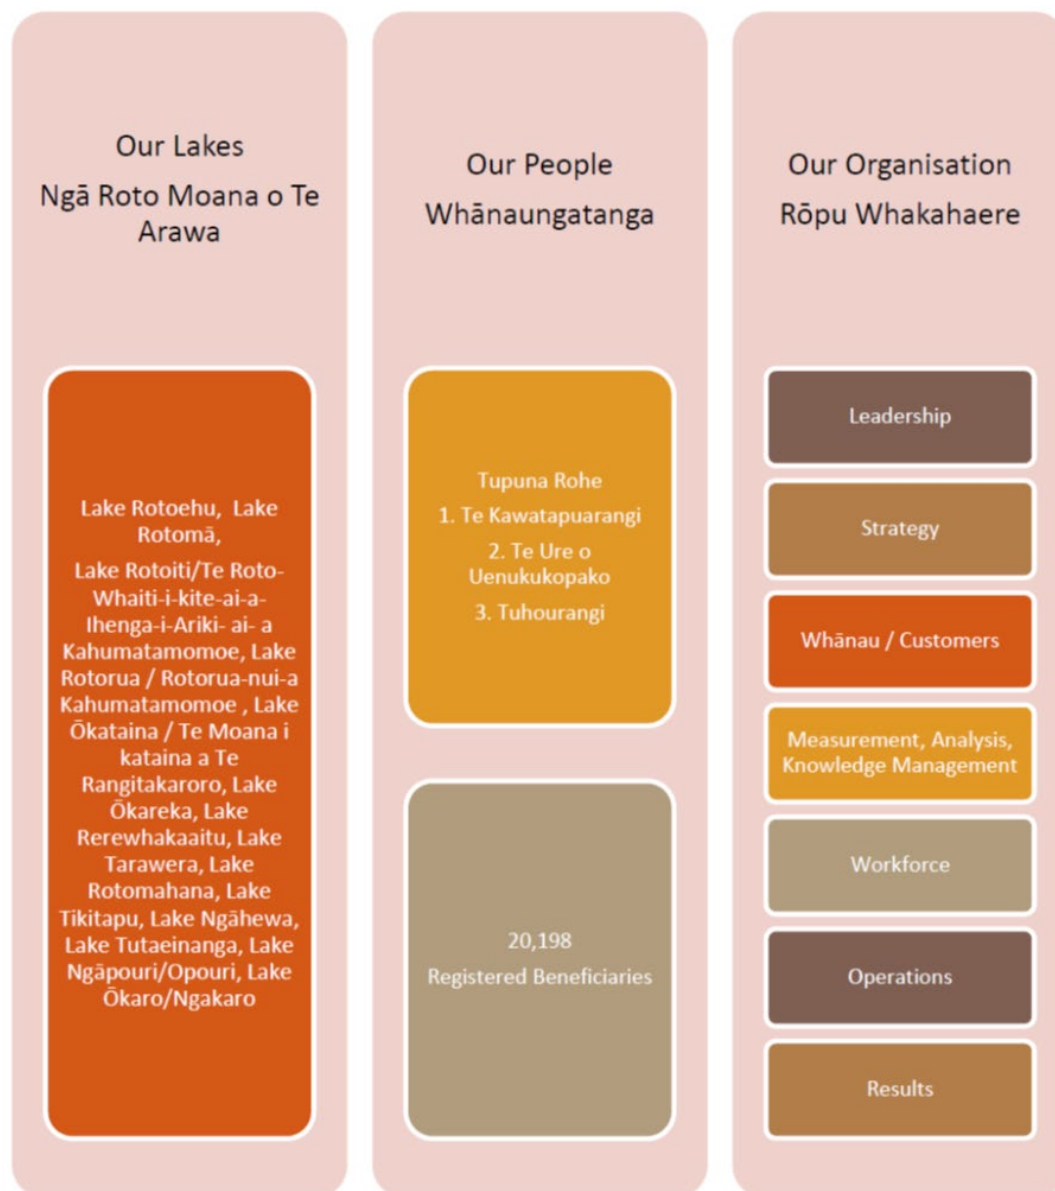 Our Lakes
Ngā Roto Moana o Te
Arawa
Lake Rotoehu, Lake
Rotomā,
Lake Rotoiti/Te Roto-
Whaiti-i-kite-ai-a-
Ihenga-i-Ariki- ai- a
Kahumatamomoe, Lake
Rotorua / Rotorua-nui-a
Kahumatamomoe , Lake
Ōkataina / Te Moana i
kataina a Te
Rangitakaroro, Lake
Ōkareka, Lake
Rerewhakaaitu, Lake
Tarawera, Lake
Rotomahana, Lake
Tikitapu, Lake Ngāhewa,
Lake Tutaeinanga, Lake
Ngāpouri/Opouri, Lake
Ōkaro/Ngakaro
Our People
Whānaungatanga
Tupuna Rohe
1. Te Kawatapuarangi
2. Te Ure o
Uenukukopako
3. Tuhourangi
20,198
Registered Beneficiaries
Our Organisation
Rōpu Whakahaere
Leadership
Strategy
Whānau / Customers
Measurement, Analysis,
Knowledge Management
Workforce
Operations
Results